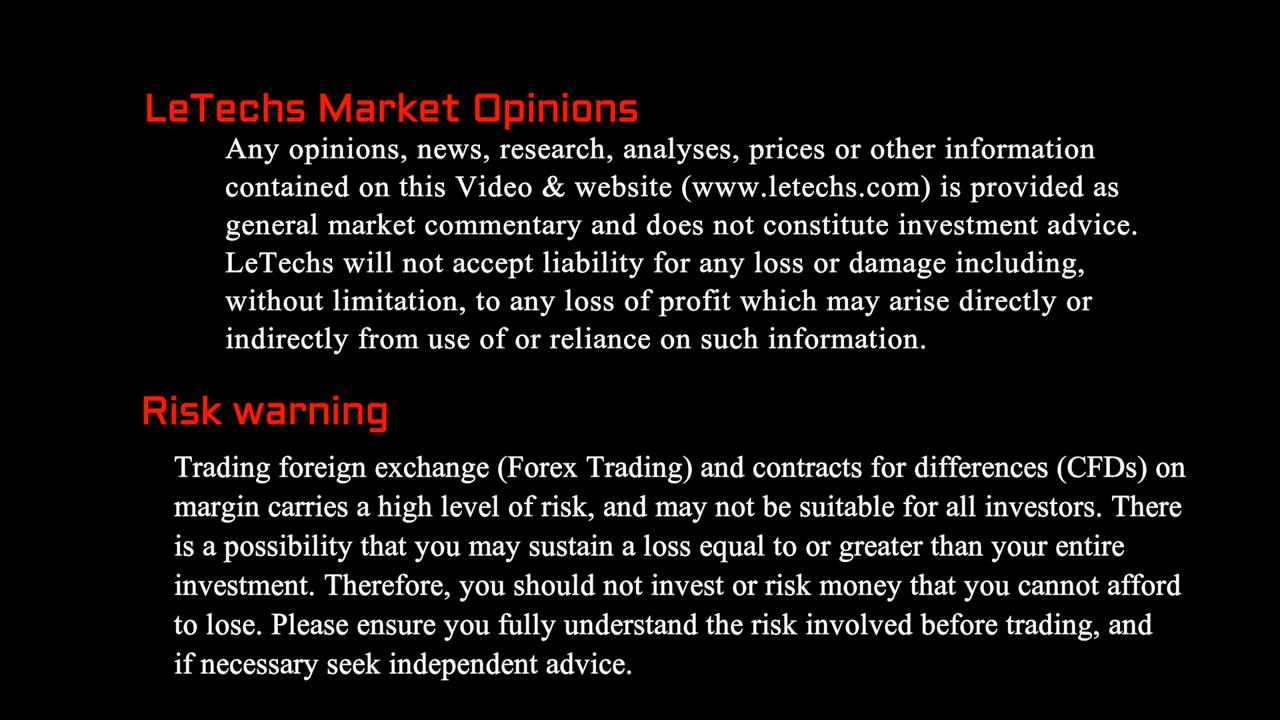 LeTechs Market Opinions
Any opinions, news, research, analyses, prices or other information
contained on this Video & website (www.letechs.com) is provided as
general market commentary and does not constitute investment advice.
LeTechs will not accept liability for any loss or damage including,
without limitation, to any loss of profit which may arise directly or
indirectly from use of or reliance on such information.
Risk warning
Trading foreign exchange (Forex Trading) and contracts for differences (CFDs) on
margin carries a high level of risk, and may not be suitable for all investors. There
is a possibility that you may sustain a loss equal to or greater than your entire
investment. Therefore, you should not invest or risk money that you cannot afford
to lose. Please ensure you fully understand the risk involved before trading, and
if necessary seek independent advice.